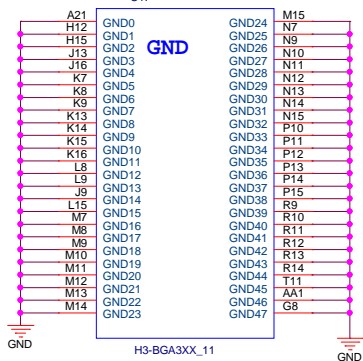 A21 GND0 GND24 M15
H12 GND1 GND25 N7
H15 GND2 GND26 N9
GND
J13 GND3 GND27 N10
J16 GND4 GND28 N11
K7 GND5 GND29 N12
K8 GND6 GND30 N13
K9 GND7 GND31 N14
K13 GND8 GND32 N15
K14 GND9 GND33 P10
K15 GND10 GND34 P11
K16 GND11 GND35 P12
L8 GND12 GND36 P13
L9 GND13 GND37 P14
J9 GND14 GND38 P15
L15 GND15 GND39 R9
M7 GND16 GND40 R10
M8 GND17 GND41 R11
M9 GND18 GND42 R12
M10 GND19 GND43 R13
M11 GND20 GND44 R14
M12 GND21 GND45 T11
M13 GND22 GND46 AA1
M14 GND23 GND47 G8
GND
H3-BGA3XX_11
GND